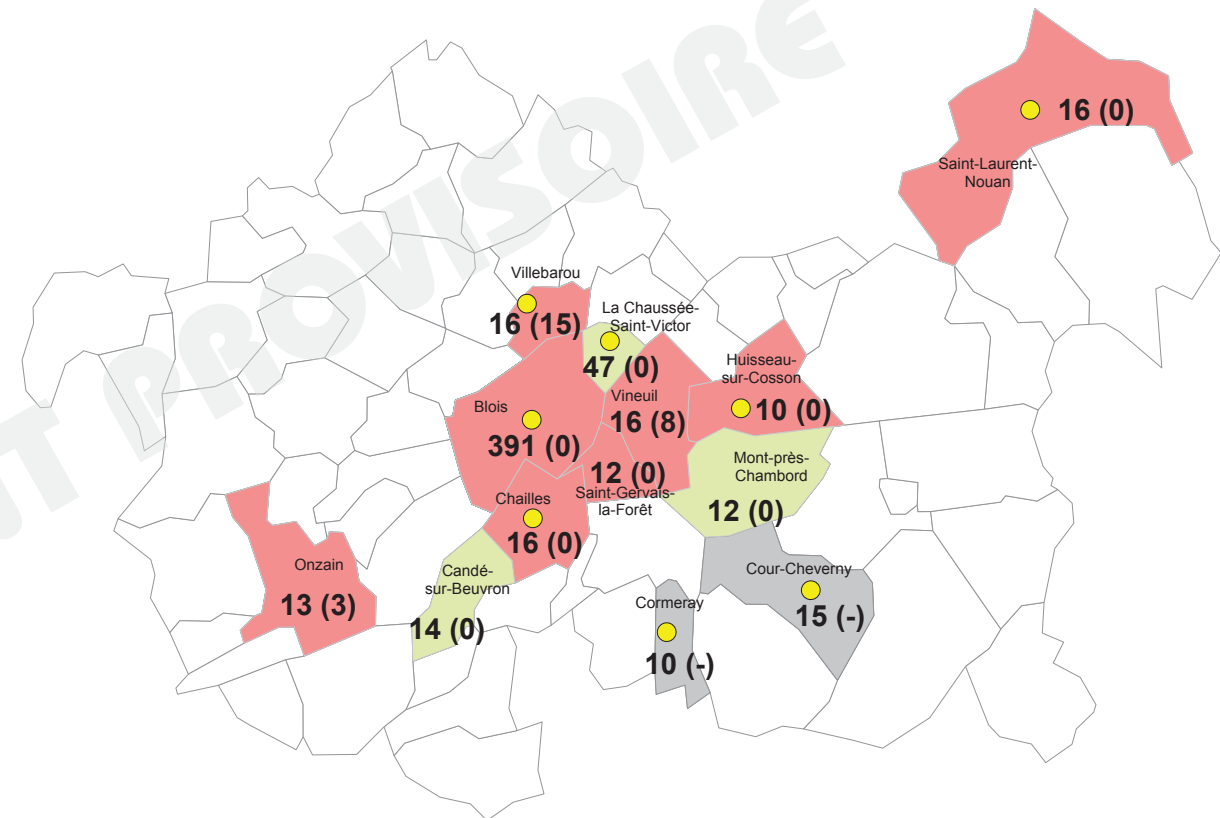 16 (0)
Saint-Laurent-
Nouan
Villebarou
16 (15)
La Chaussée-
Saint-Victor
47 (0)
Huisseau-
sur-Cosson
10 (0)
Vineuil
16 (8)
Blois
391 (0)
12 (0)
Saint-Gervais-
la-Forêt
Mont-près-
Chambord
12 (0)
Chailles
16 (0)
Onzain
13 (3)
Candé-
sur-Beuvron
14 (0)
Cour-Cheverny
15 (-)
Cormeray
10 (-)
UT PROVISOIRE